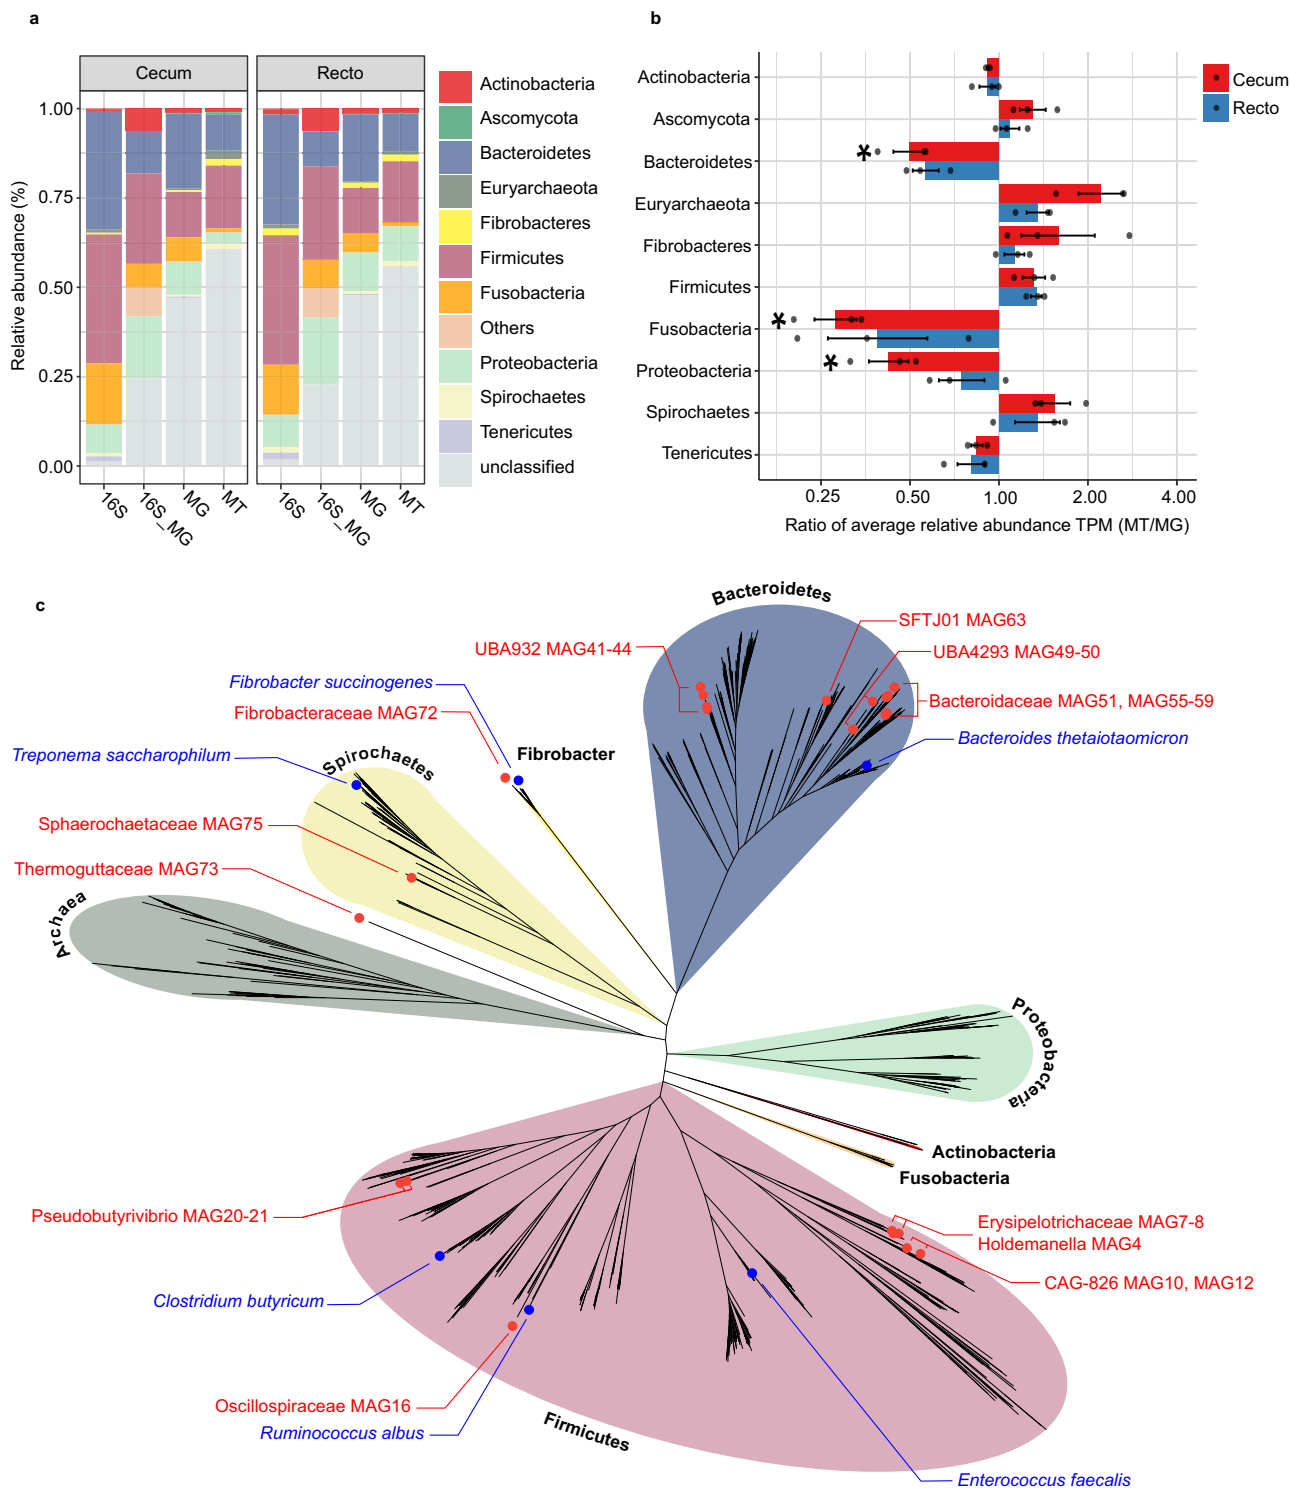 a
Cecum
Recto
Relative abundance (%)
1.00
0.75
0.50
0.25
0.00
16S
16S_MG
MG
MT
16S
16S_MG
MG
MT
Actinobacteria
Ascomycota
Bacteroidetes
Euryarchaeota
Fibrobacteres
Firmicutes
Fusobacteria
Others
Proteobacteria
Spirochaetes
Tenericutes
unclassified
b
Actinobacteria
Ascomycota
Bacteroidetes
Euryarchaeota
Fibrobacteres
Firmicutes
Fusobacteria
Proteobacteria
Spirochaetes
Tenericutes
*
*
*
0.25
0.50
1.00
2.00
4.00
Ratio of average relative abundance TPM (MT/MG)
Cecum
Recto
c
Bacteroidetes
SFTJ01 MAG63
UBA932 MAG41-44
UBA4293 MAG49-50
Fibrobacter succinogenes
Bacteroidaceae MAG51, MAG55-59
Fibrobacteraceae MAG72
Bacteroides thetaiotaomicron
Treponema saccharophilum
Spirochaetes
Fibrobacter
Sphaerochaetaceae MAG75
Thermoguttaceae MAG73
Archaea
Proteobacteria
Actinobacteria
Fusobacteria
Pseudobutyrivibrio MAG20-21
Erysipelotrichaceae MAG7-8
Holdemanella MAG4
CAG-826 MAG10, MAG12
Clostridium butyricum
Oscillospiraceae MAG16
Ruminococcus albus
Firmicutes
Enterococcus faecalis